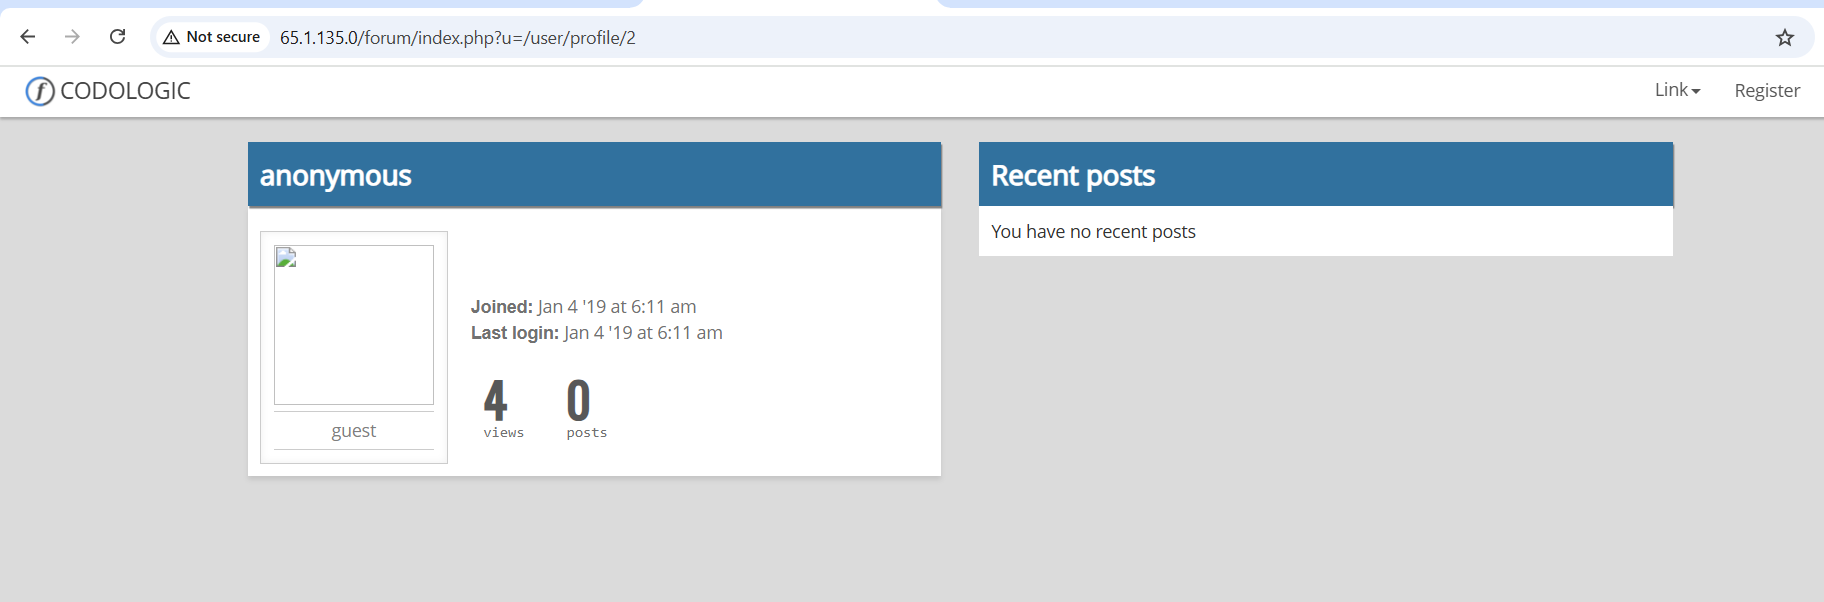 Not secure 65.1.135.0/forum/index.php?u=/user/profile/2
f CODOLOGIC Link Register
anonymous
guest
Joined: Jan 4 '19 at 6:11 am
Last login: Jan 4 '19 at 6:11 am
4 0
views posts
Recent posts
You have no recent posts